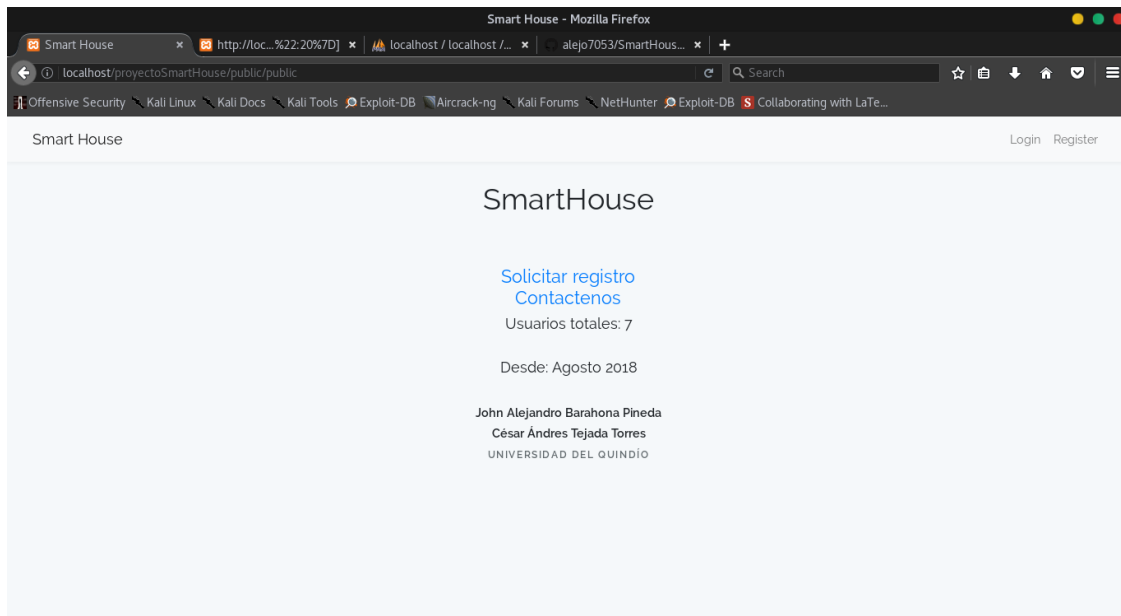 Smart House - Mozilla Firefox
Smart House × http://loc...%22:20%7D] × localhost / localhost /... × alejo7053/SmartHous... × +
localhost/proyectoSmartHouse/public/public Search
Offensive Security Kali Linux Kali Docs Kali Tools Exploit-DB Aircrack-ng Kali Forums NetHunter Exploit-DB S Collaborating with LaTe...
Smart House Login Register
SmartHouse
Solicitar registro
Contactenos
Usuarios totales: 7
Desde: Agosto 2018
John Alejandro Barahona Pineda
César Ándres Tejada Torres
UNIVERSIDAD DEL QUINDÍO